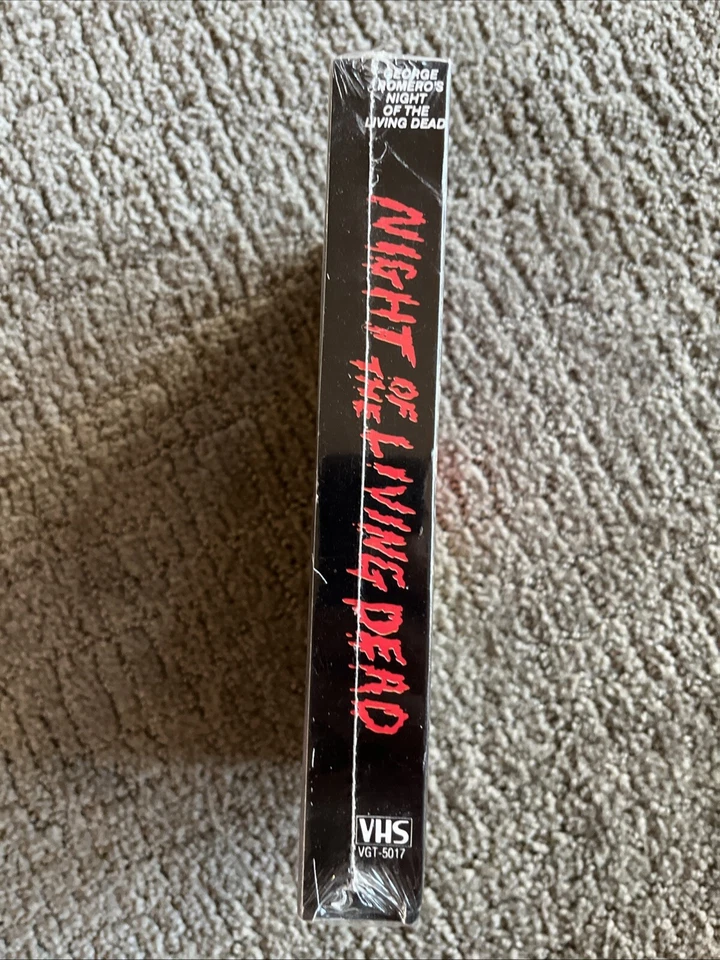 GEORGE
ROMERO'S
NIGHT
OF THE
LIVING DEAD
NIGHT OF THE LIVING DEAD
VHS
VGT-5017